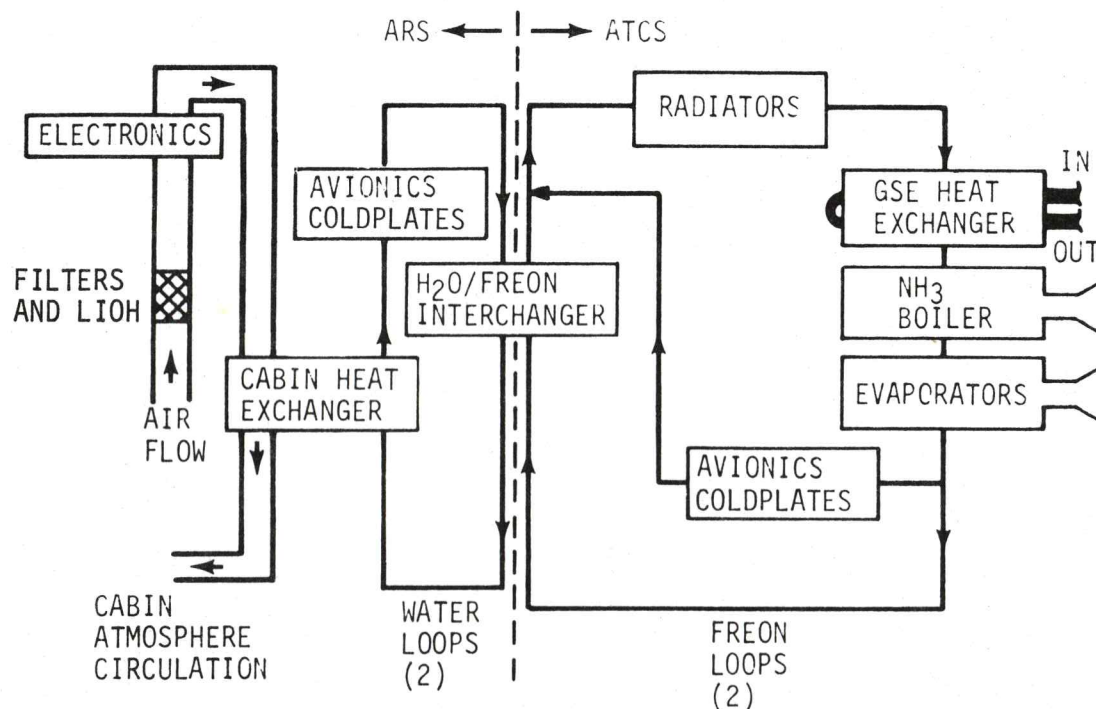 ARS
ATCS
ELECTRONICS
FILTERS
AND LIOH
AIR
FLOW
CABIN HEAT
EXCHANGER
CABIN
ATMOSPHERE
CIRCULATION
AVIONICS
COLDPLATES
H2O/FREON
INTERCHANGER
WATER
LOOPS
(2)
RADIATORS
GSE HEAT
EXCHANGER
IN
OUT
NH3
BOILER
EVAPORATORS
AVIONICS
COLDPLATES
FREON
LOOPS
(2)